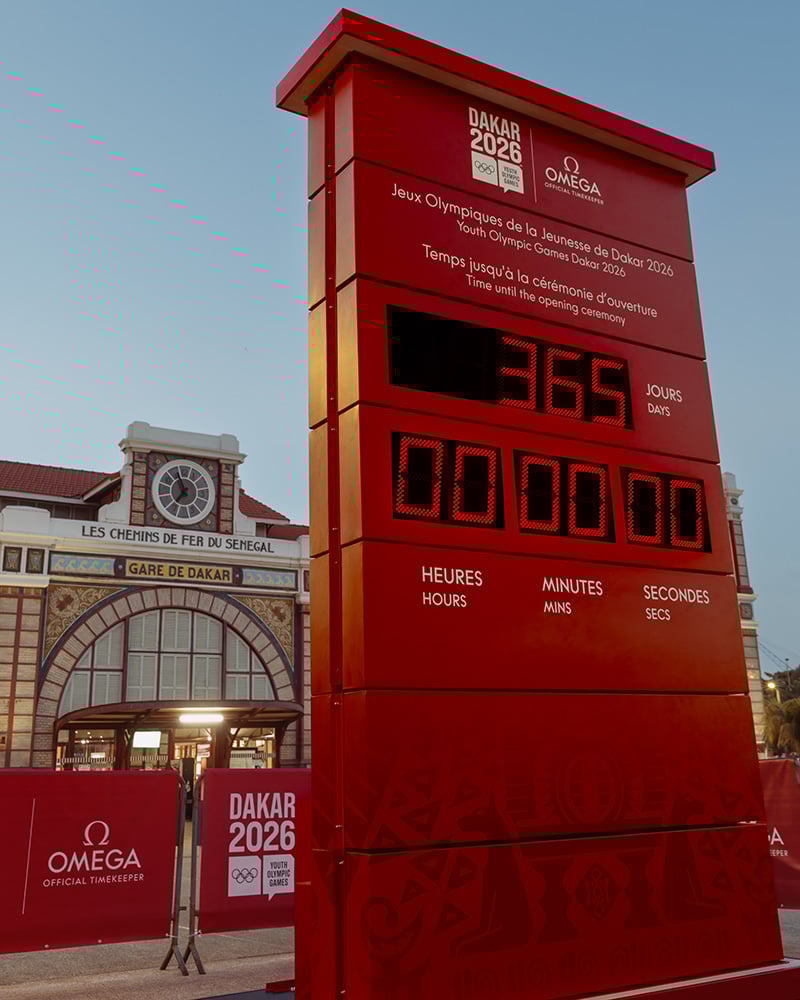 DAKAR
2026
YOUTH
OLYMPIC
GAMES
OMEGA
OFFICIAL TIMEKEEPER
Jeux Olympiques de la Jeunesse de Dakar 2026
Youth Olympic Games Dakar 2026
Temps jusqu'à la cérémonie d'ouverture
Time until the opening ceremony
365
JOURS
DAYS
00 00 00
HEURES MINUTES SECONDES
HOURS MINS SECS
LES CHEMINS DE FER DU SENEGAL
GARE DE DAKAR
OMEGA
OFFICIAL TIMEKEEPER
DAKAR
2026
YOUTH
OLYMPIC
GAMES